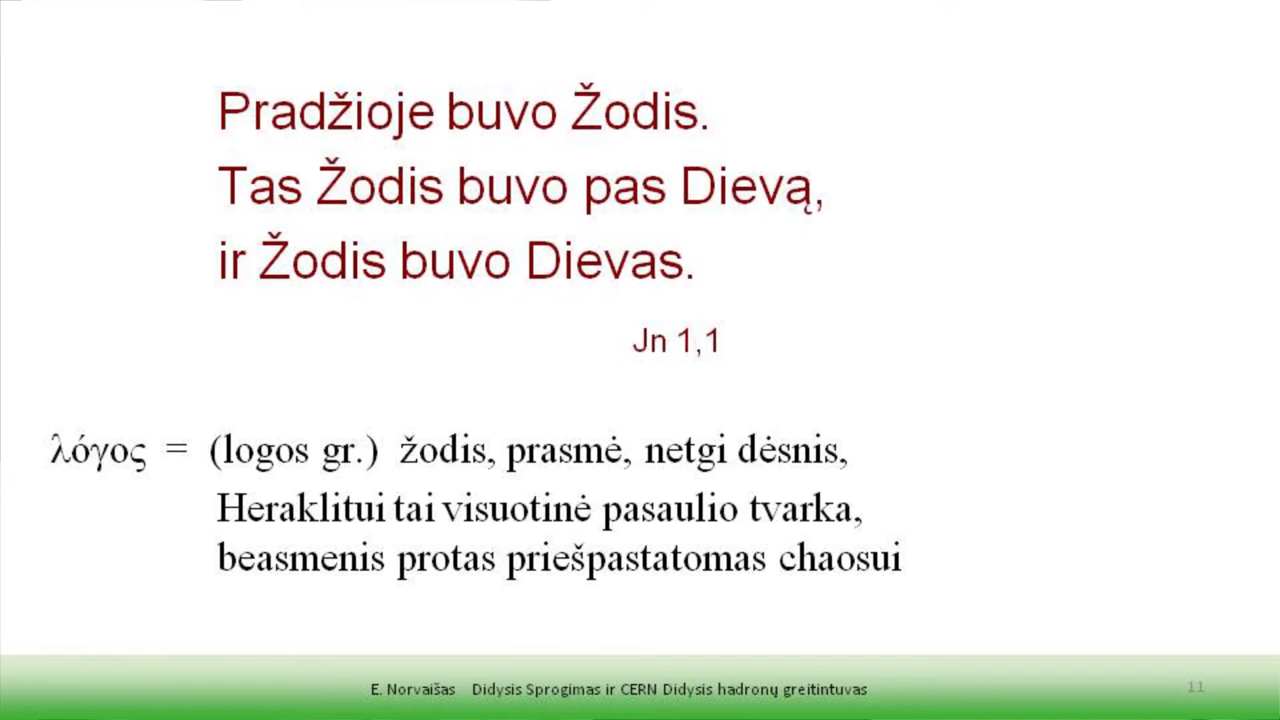 Pradžioje buvo Žodis.
Tas Žodis buvo pas Dievą,
ir Žodis buvo Dievas.
Jn 1,1
λόγος = (logos gr.) žodis, prasmė, netgi dėsnis,
Heraklitui tai visuotinė pasaulio tvarka,
beasmenis protas priešpastatomas chaosui
E. Norvaišas Didysis Sprogimas ir CERN Didysis hadronų greitintuvas
11